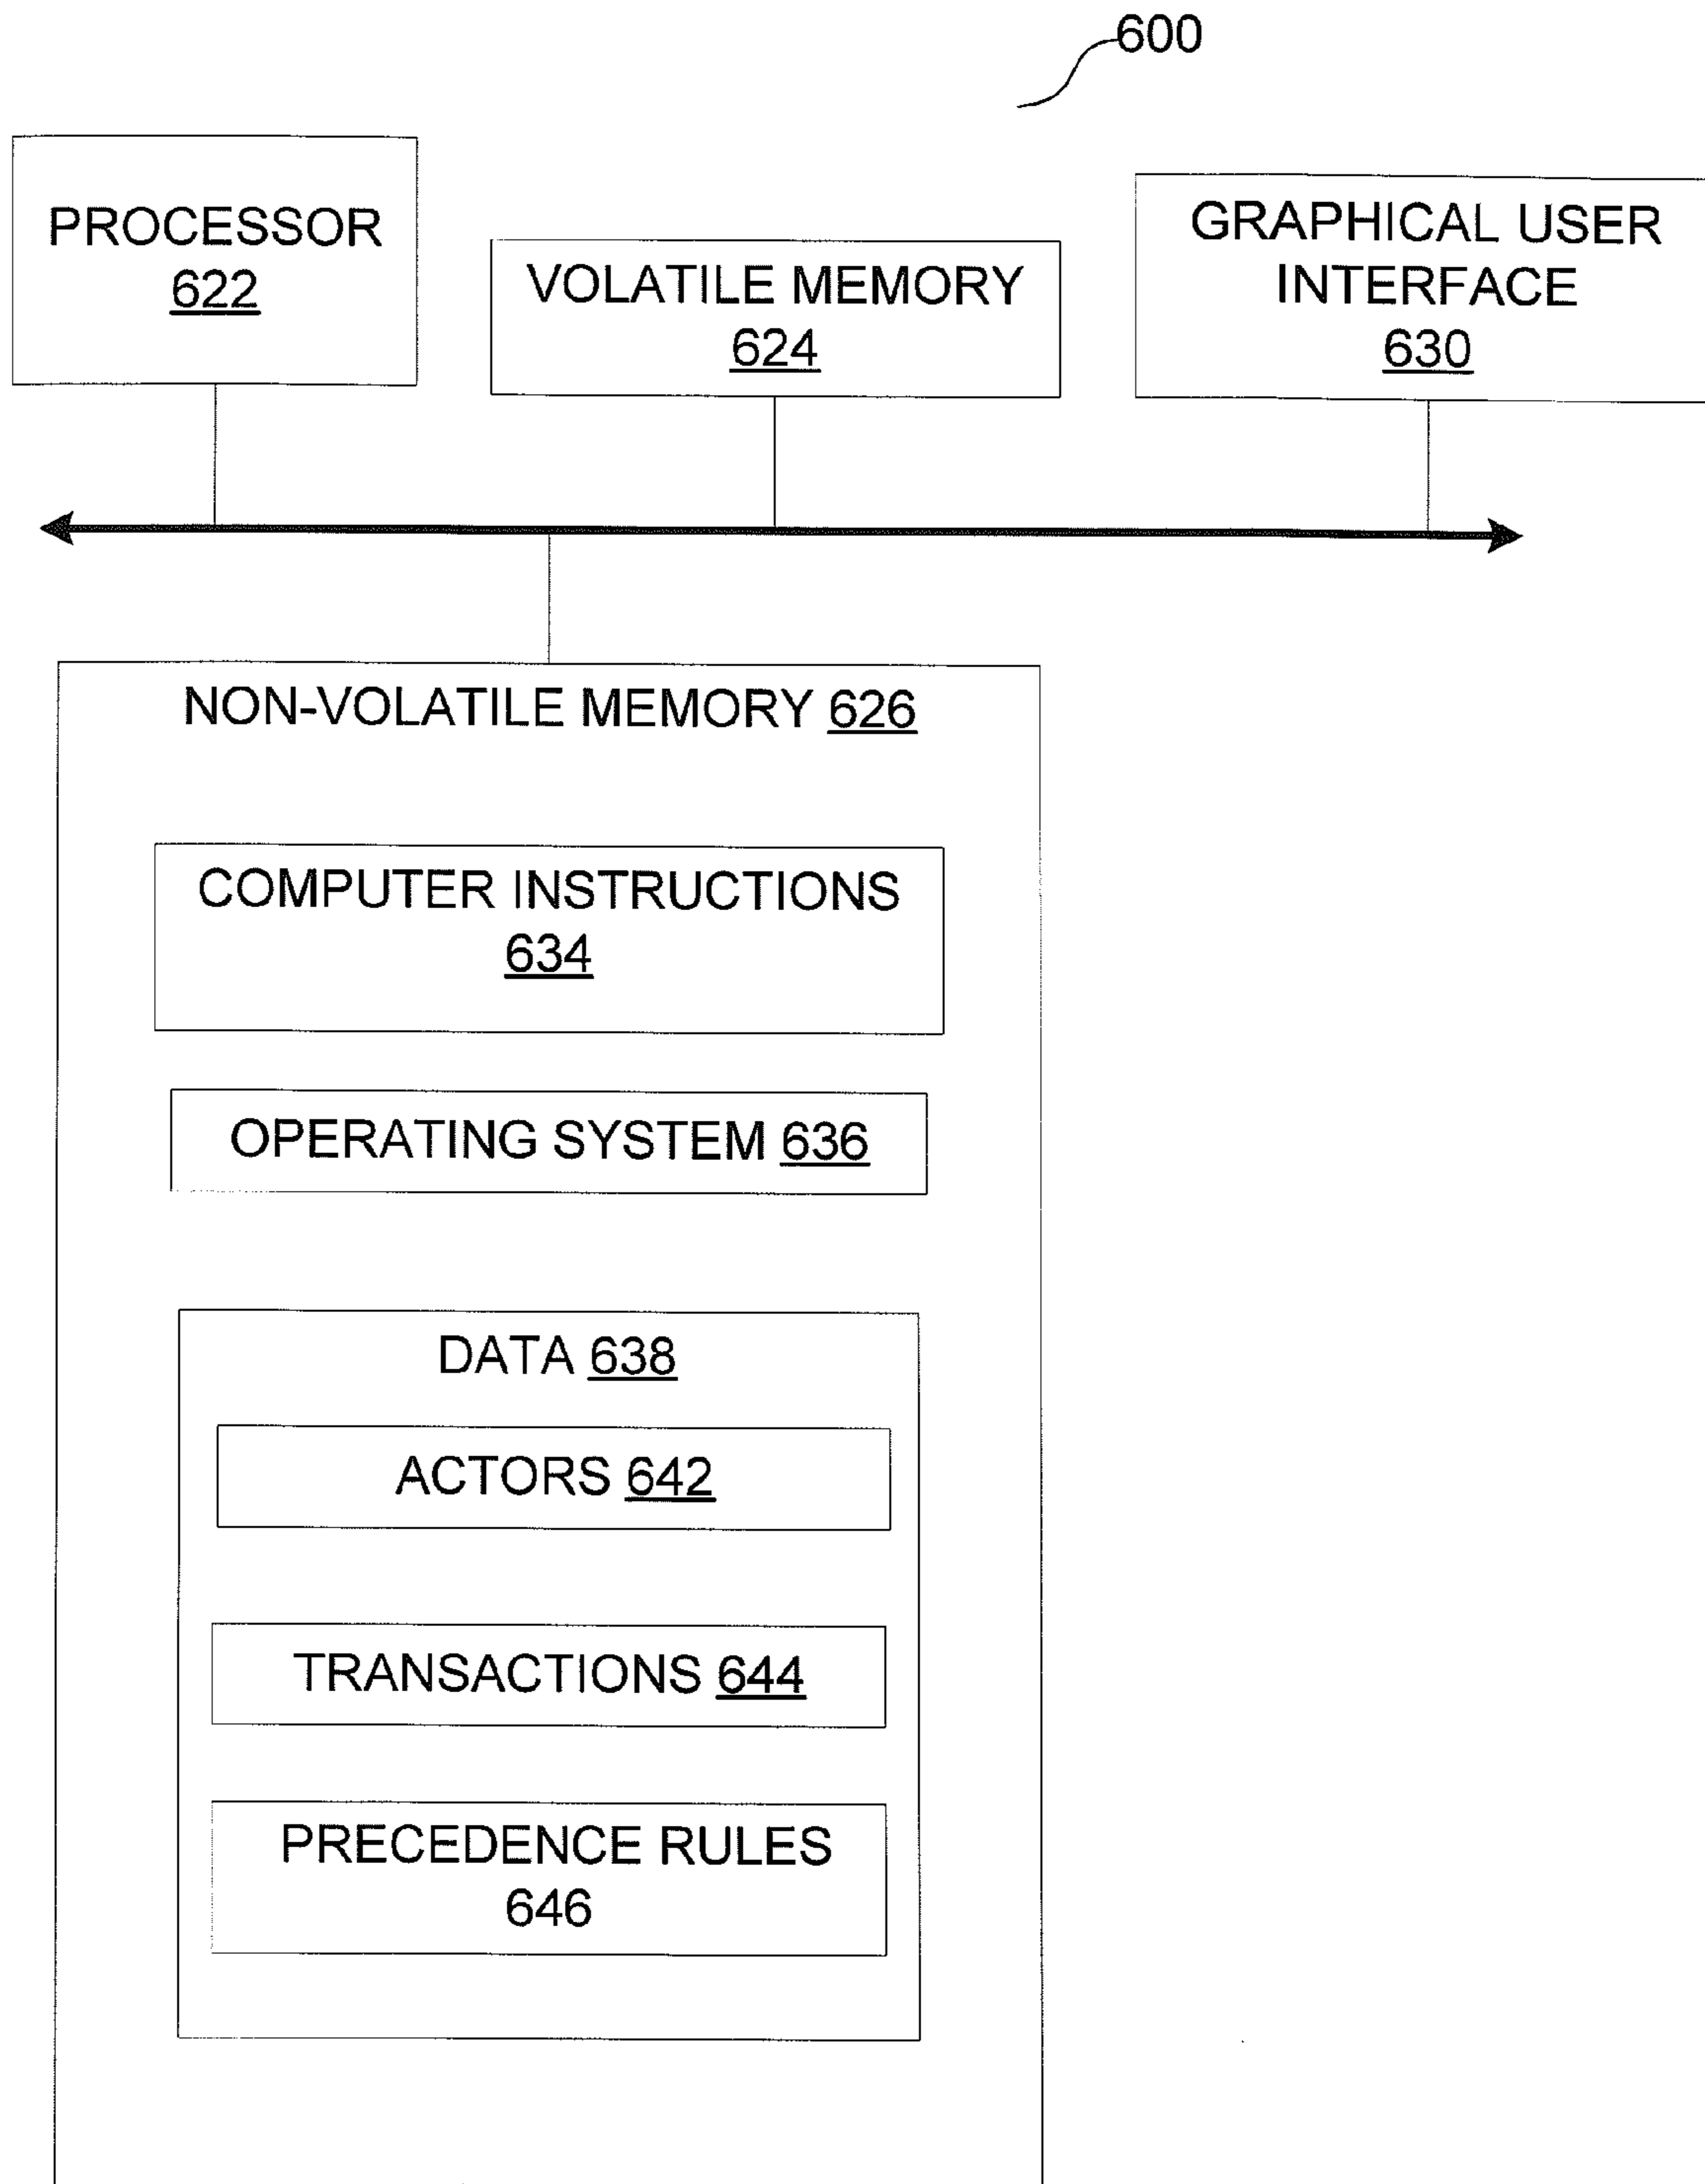 600
PROCESSOR
622
VOLATILE MEMORY
624
GRAPHICAL USER
INTERFACE
630
NON-VOLATILE MEMORY 626
COMPUTER INSTRUCTIONS
634
OPERATING SYSTEM 636
DATA 638
ACTORS 642
TRANSACTIONS 644
PRECEDENCE RULES
646